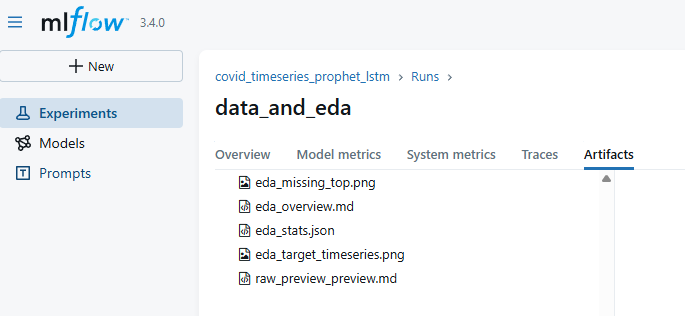 mlflow™ 3.4.0
+ New
Experiments
Models
Prompts
covid_timeseries_prophet_lstm > Runs >
data_and_eda
Overview Model metrics System metrics Traces Artifacts
eda_missing_top.png
eda_overview.md
eda_stats.json
eda_target_timeseries.png
raw_preview_preview.md